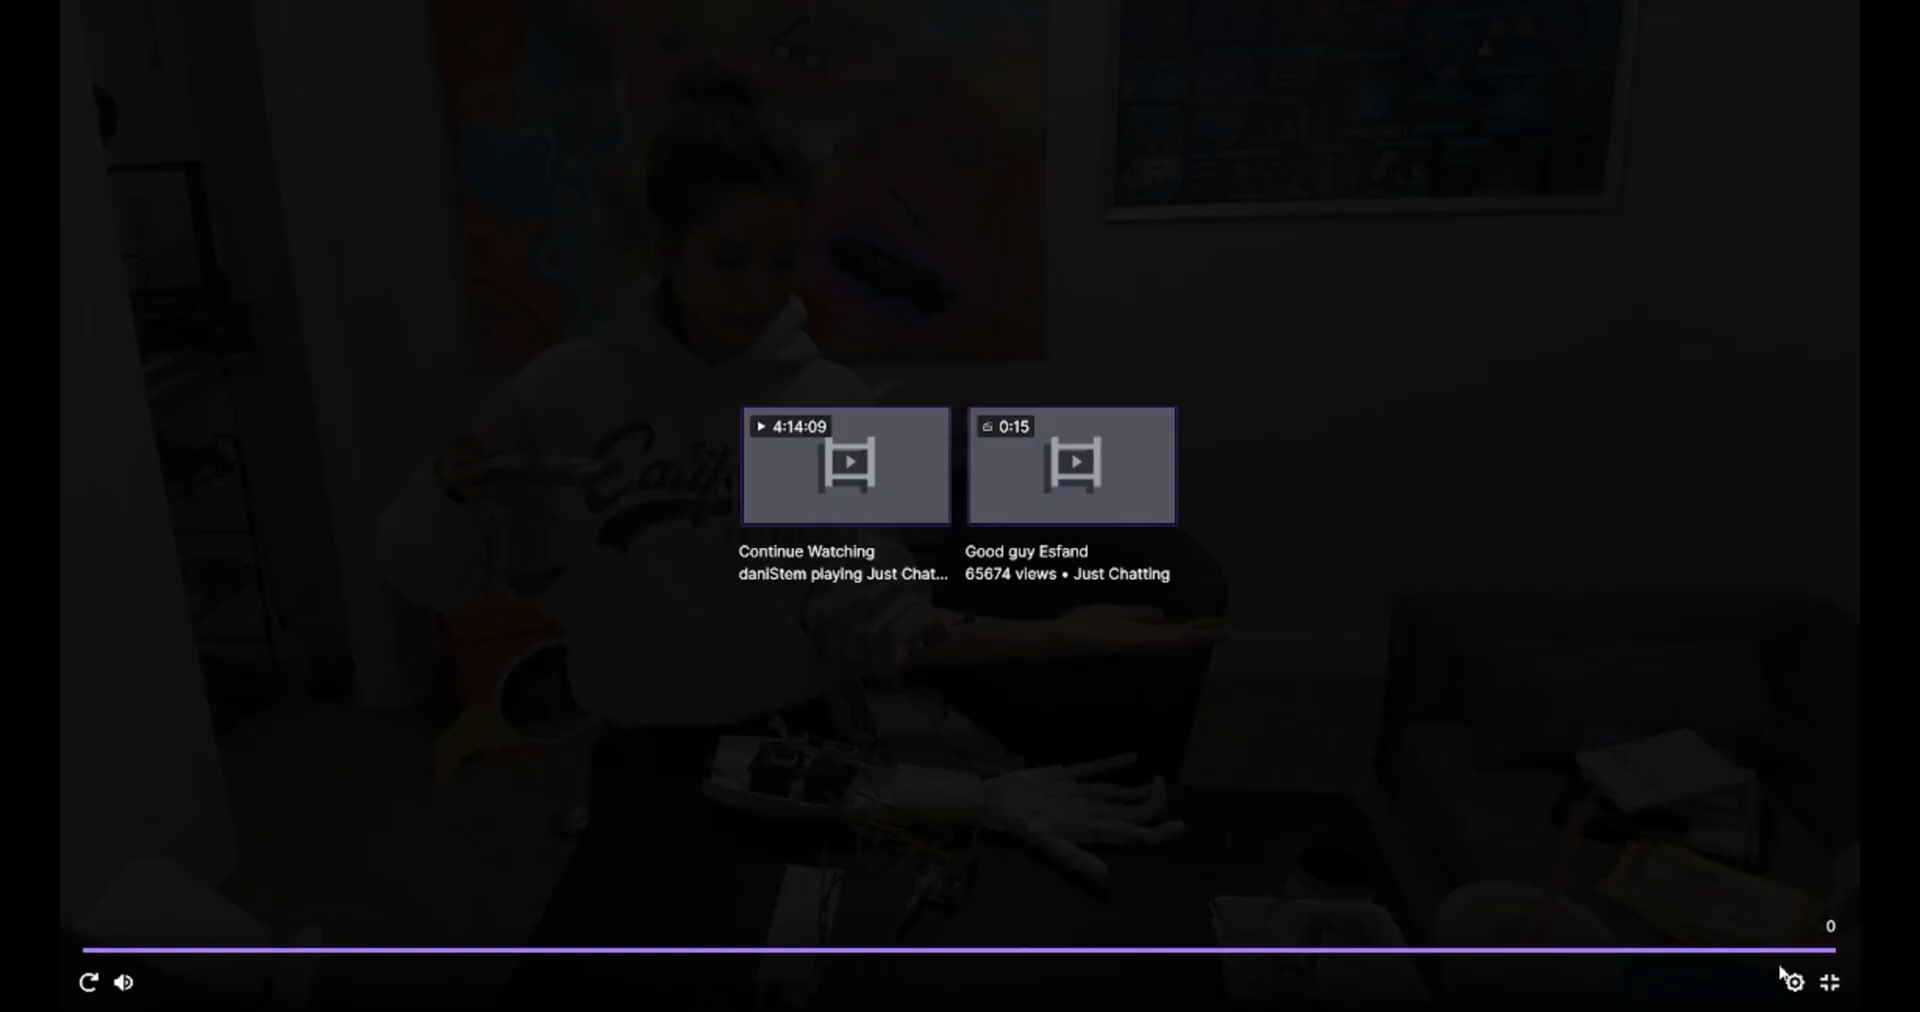 4:14:09
0:15
Continue Watching
Good guy Esfand
daniStem playing Just Chat...
65674 views • Just Chatting
0